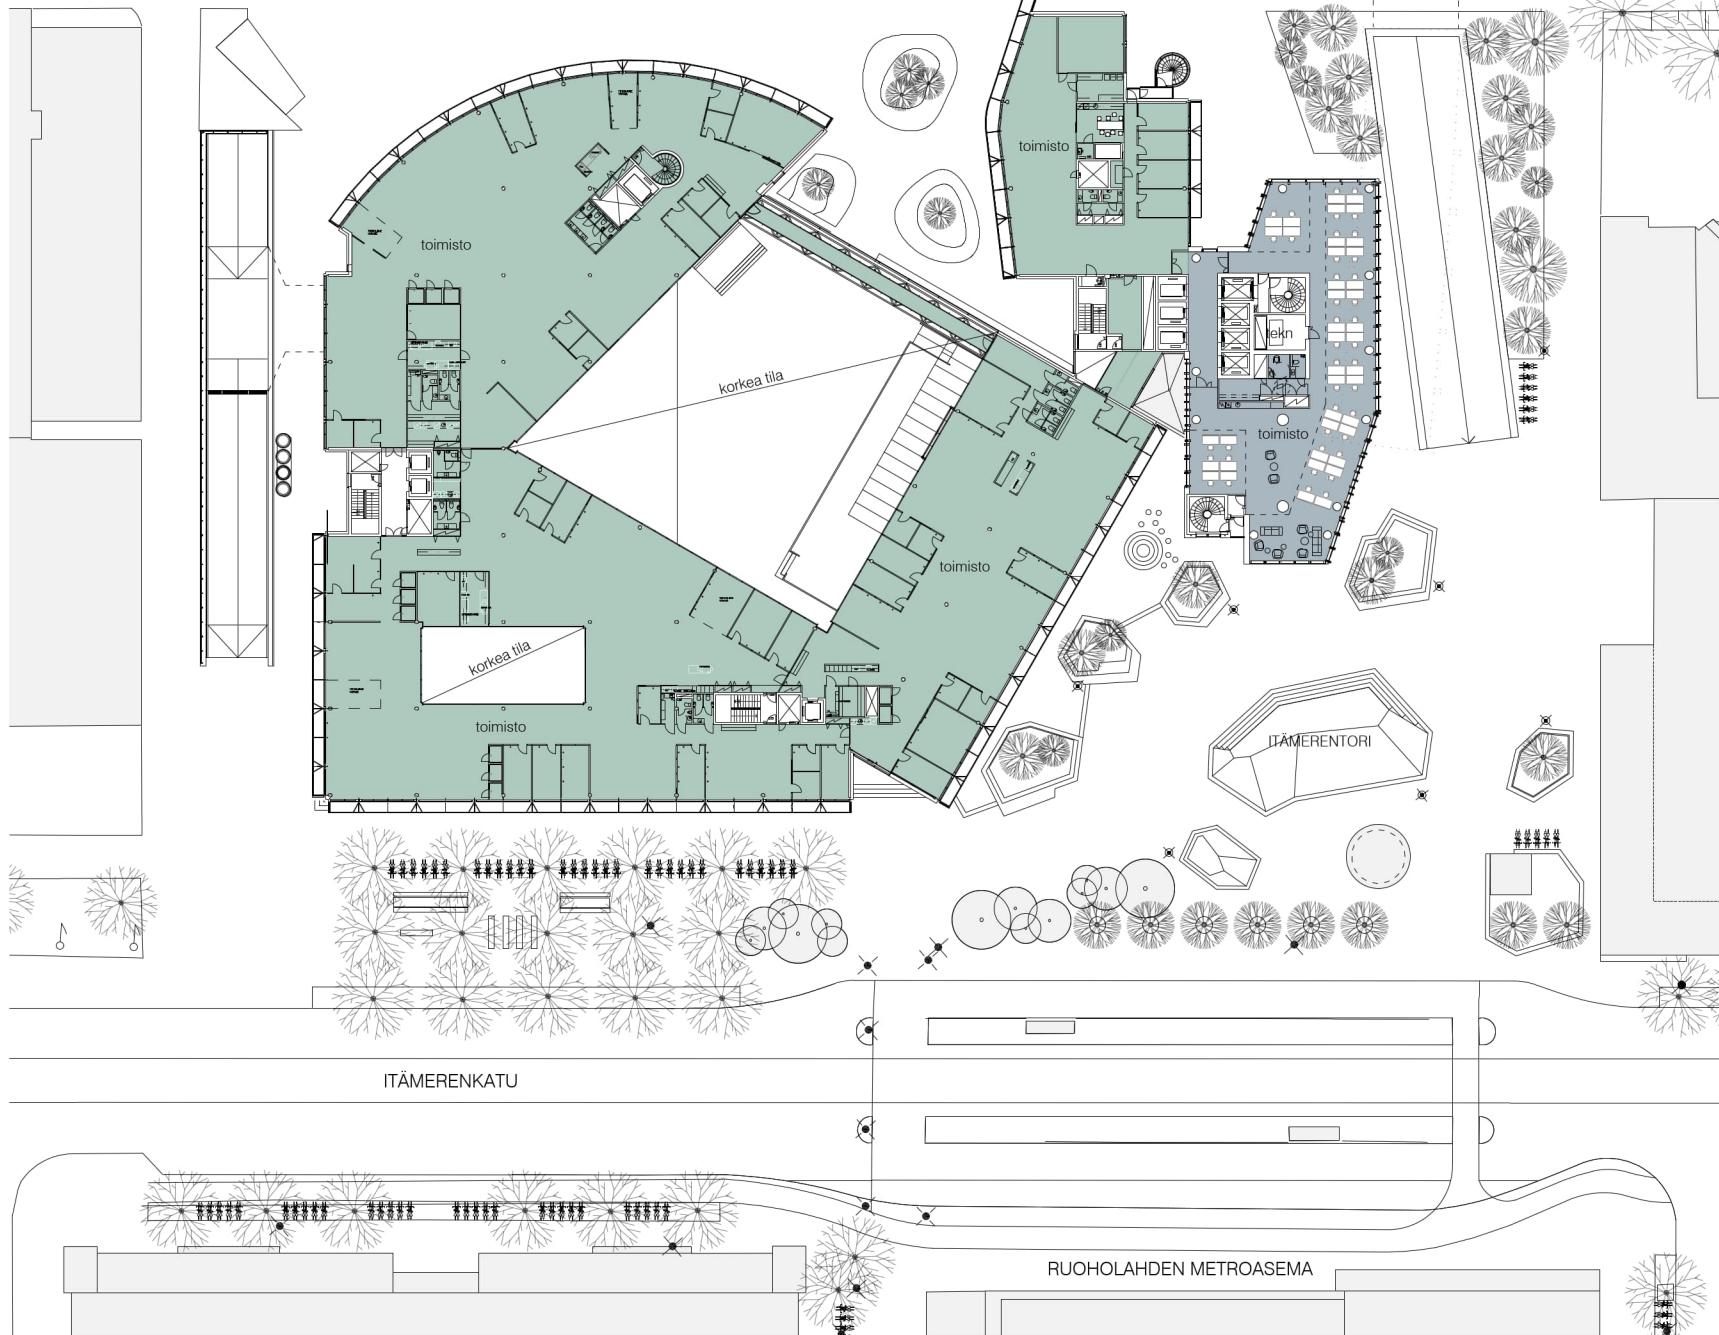 toimisto
toimisto
tekn
korkea tila
toimisto
toimisto
korkea tila
toimisto
ITÄMERENTORI
ITÄMERENKATU
RUOHOLAHDEN METROASEMA